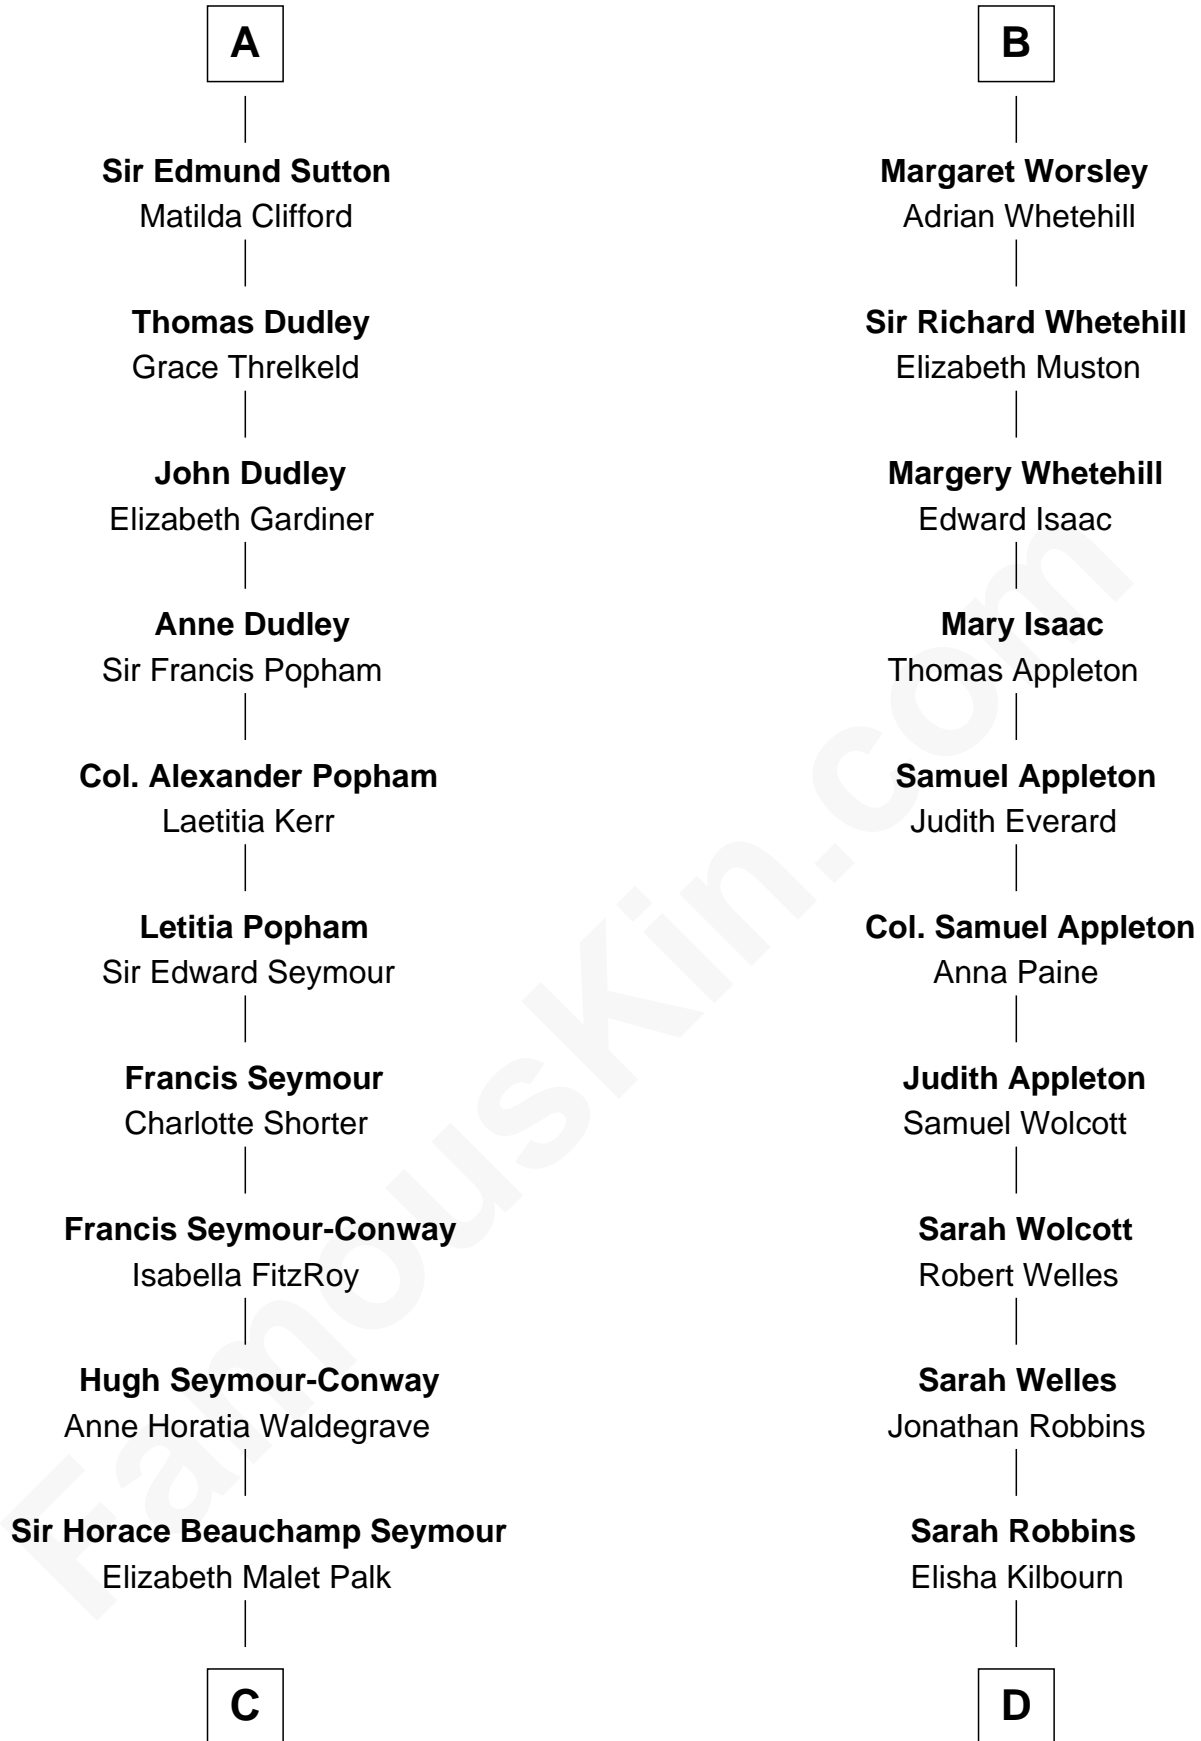 A
Sir Edmund Sutton
Matilda Clifford
Thomas Dudley
Grace Threlkeld
John Dudley
Elizabeth Gardiner
Anne Dudley
Sir Francis Popham
Col. Alexander Popham
Laetitia Kerr
Letitia Popham
Sir Edward Seymour
Francis Seymour
Charlotte Shorter
Francis Seymour-Conway
Isabella FitzRoy
Hugh Seymour-Conway
Anne Horatia Waldegrave
Sir Horace Beauchamp Seymour
Elizabeth Malet Palk
C
B
Margaret Worsley
Adrian Whetehill
Sir Richard Whetehill
Elizabeth Muston
Margery Whetehill
Edward Isaac
Mary Isaac
Thomas Appleton
Samuel Appleton
Judith Everard
Col. Samuel Appleton
Anna Paine
Judith Appleton
Samuel Wolcott
Sarah Wolcott
Robert Welles
Sarah Welles
Jonathan Robbins
Sarah Robbins
Elisha Kilbourn
D
FamousKin.com